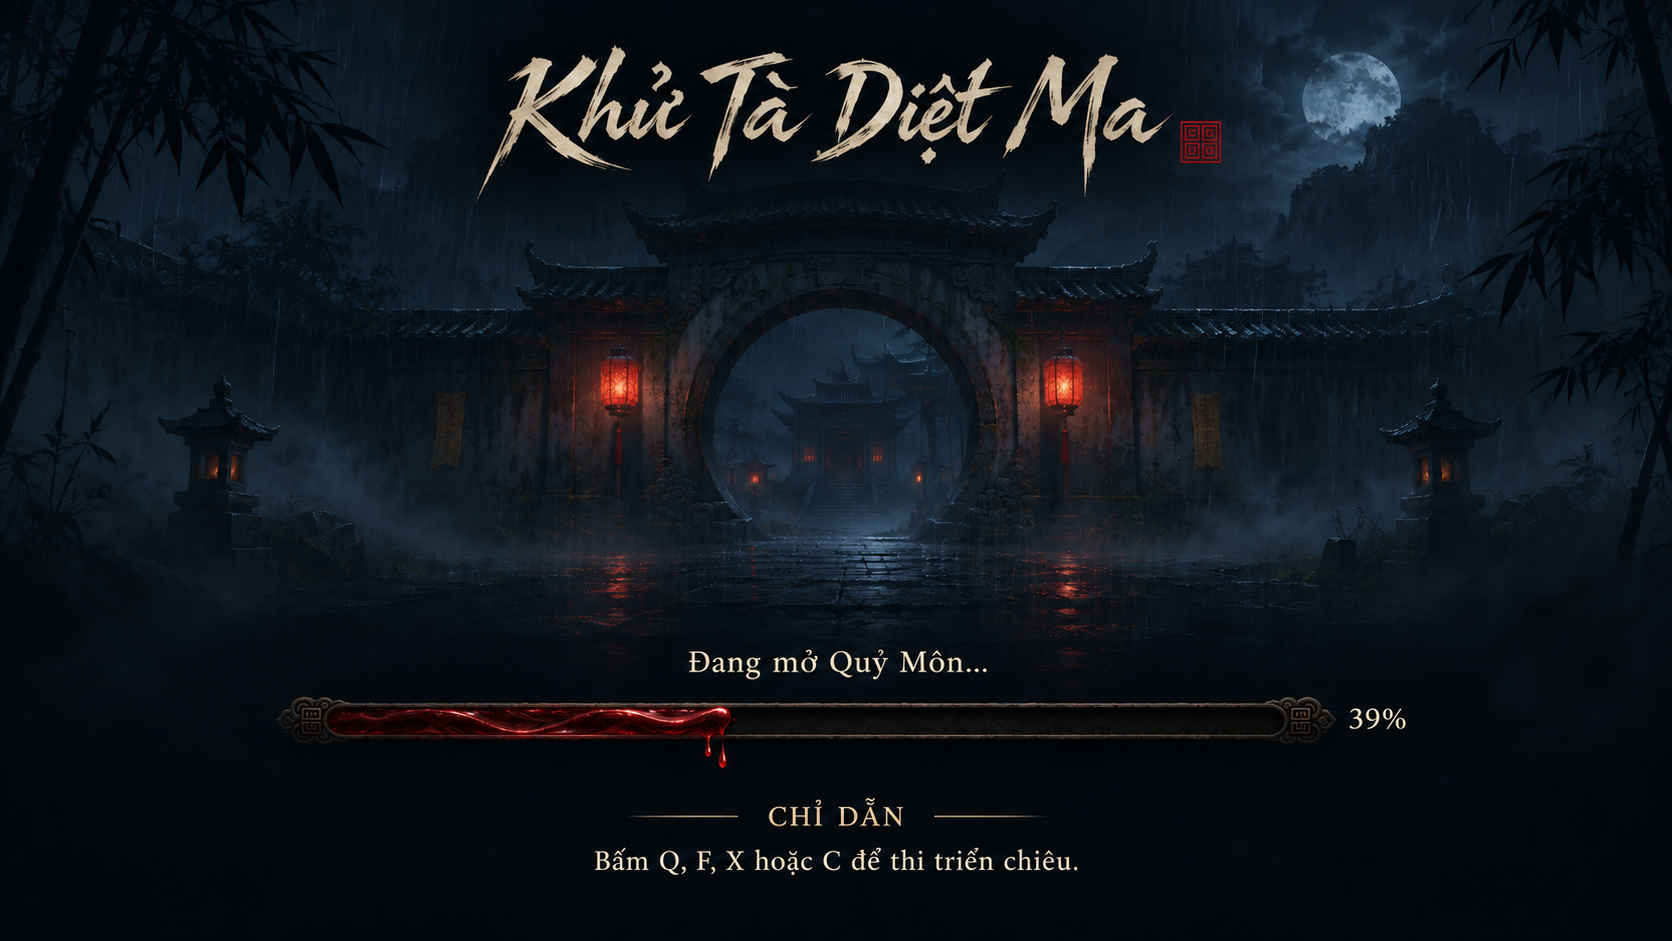 Khử Tà Diệt Ma
Đang mở Quỷ Môn...
39%
CHỈ DẪN
Bấm Q, F, X hoặc C để thi triển chiêu.